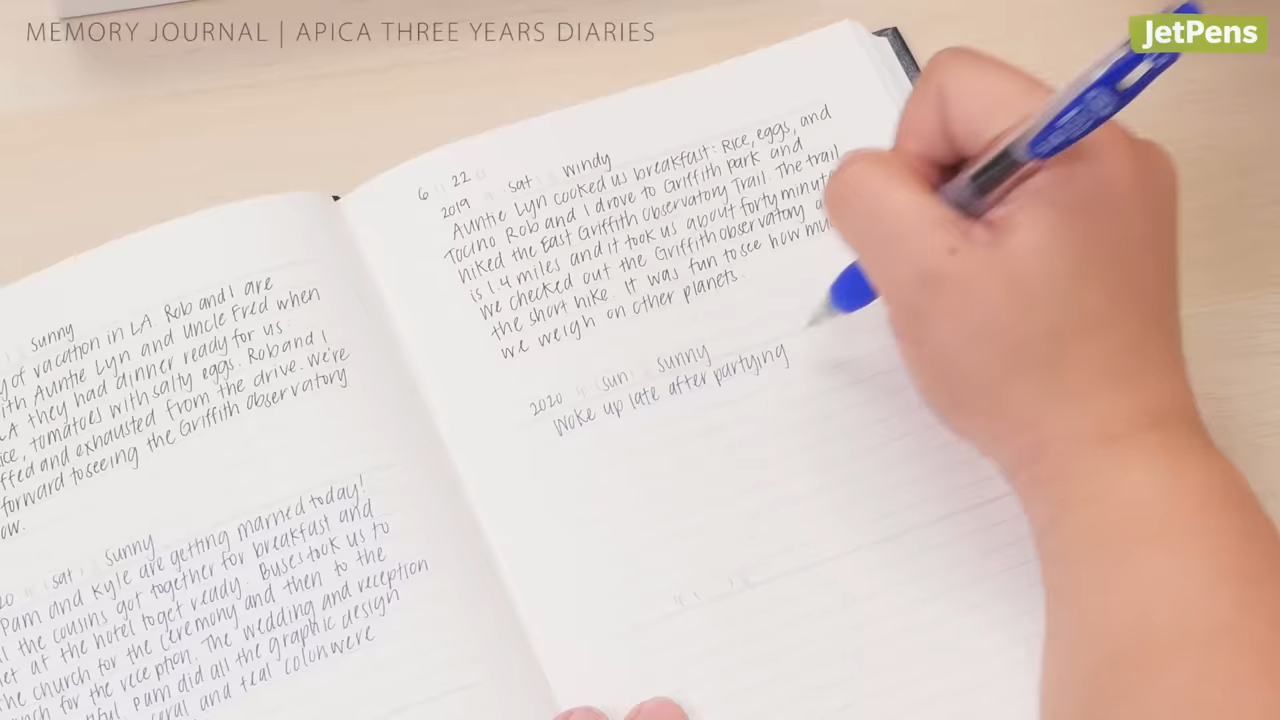 MEMORY JOURNAL | APICA THREE YEARS DIARIES
JetPens
sunny
of vacation in LA. Rob and I are
Auntie Lyn and Uncle Fred when
they had dinner ready for us.
tomatoes with salty eggs. Rob and I
and exhausted from the drive. We're
forward to seeing the Griffith Observatory
sat sunny
Pam and Kyle are getting married today!
the cousins got together for breakfast and
at the hotel to get ready. Buses took us to
the church for the ceremony and then to the
for the reception. The wedding and reception
Pam did all the graphic design
and teal colors were
6 22
2019 sat windy
Auntie Lyn cooked us breakfast: Rice, eggs, and
Tocino Rob and I drove to Griffith park and
hiked the East Griffith Observatory Trail. The trail
is 1.4 miles and it took us about forty minute
we checked out the Griffith observatory
the short hike. It was fun to see how
we weigh on other planets.
2020 sun sunny
Woke up late after partying